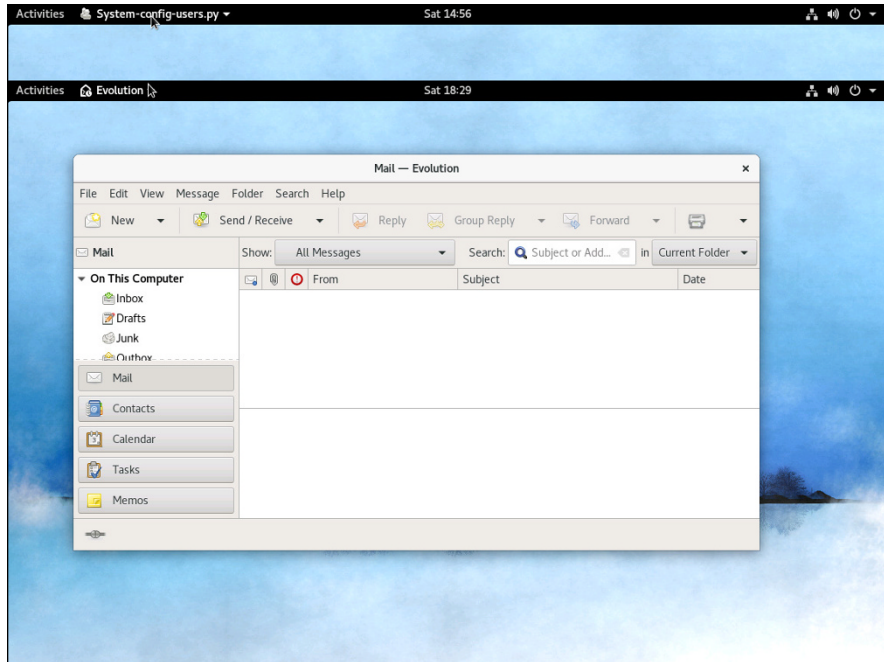 Activities System-config-users.py Sat 14:56
Activities Evolution Sat 18:29
Mail — Evolution ×
File Edit View Message Folder Search Help
New Send / Receive Reply Group Reply Forward
Mail Show: All Messages Search: Subject or Add... in Current Folder
On This Computer From Subject Date
Inbox
Drafts
Junk
Outbox
Mail
Contacts
Calendar
Tasks
Memos